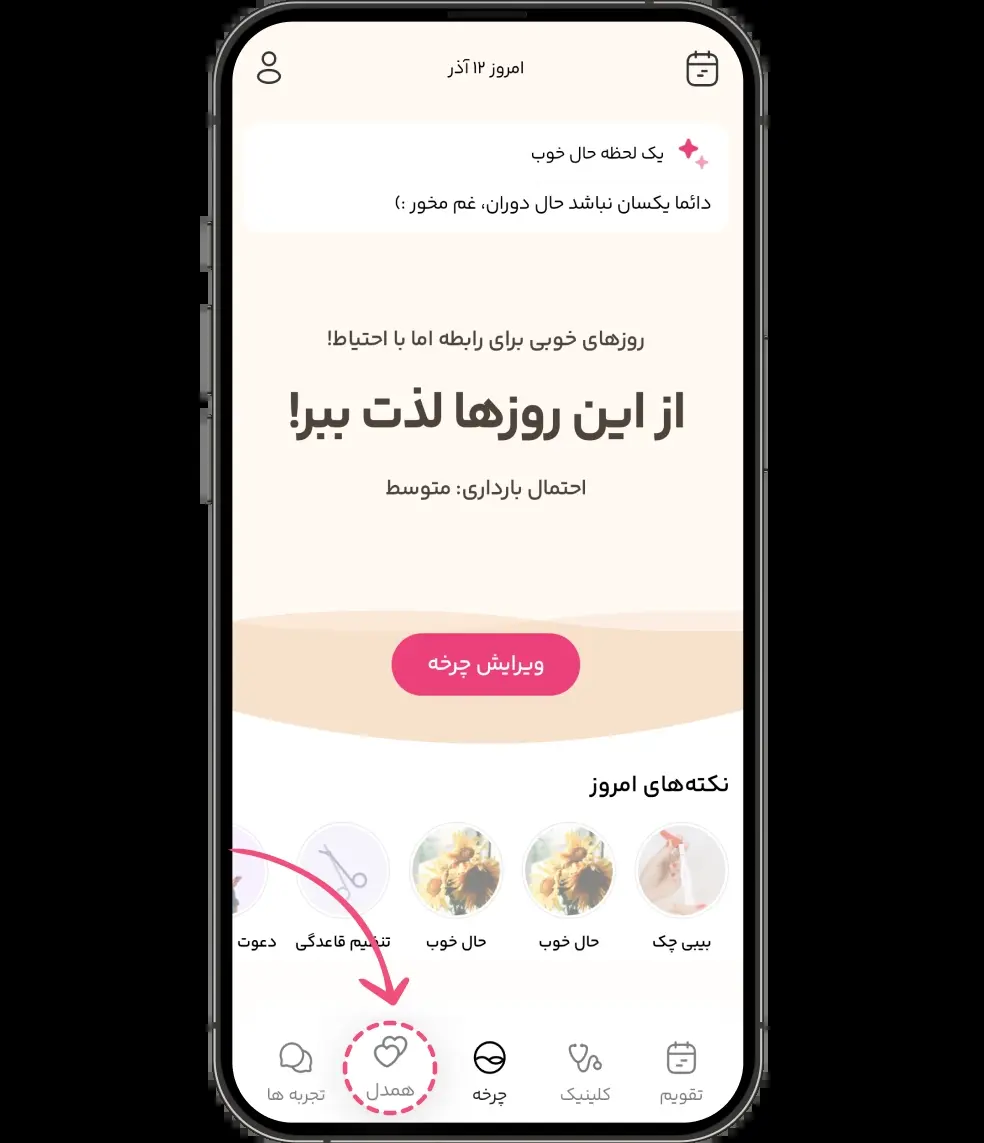 امروز ۱۲ آذر
یک لحظه حال خوب
دائما یکسان نباشد حال دوران، غم مخور :)
روزهای خوبی برای رابطه اما با احتیاط!
از این روزها لذت ببر!
احتمال بارداری: متوسط
ویرایش چرخه
نکته‌های امروز
بیبی چک
حال خوب
حال خوب
تنظیم قاعدگی
دعوت
تقویم
کلینیک
چرخه
همدل
تجربه ها